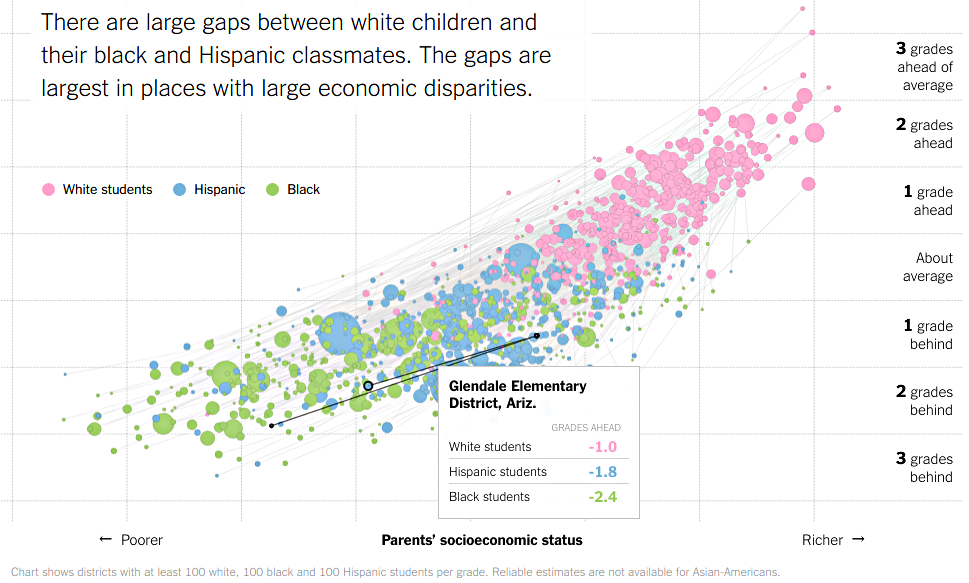 There are large gaps between white children and
their black and Hispanic classmates. The gaps are
largest in places with large economic disparities.
3 grades
ahead of
average
2 grades
ahead
White students
Hispanic
Black
1 grade
ahead
About
average
1 grade
behind
Glendale Elementary
District, Ariz.
2 grades
behind
GRADES AHEAD
White students -1.0
Hispanic students -1.8
Black students -2.4
3 grades
behind
← Poorer
Parents’ socioeconomic status
Richer →
Chart shows districts with at least 100 white, 100 black and 100 Hispanic students per grade. Reliable estimates are not available for Asian-Americans.